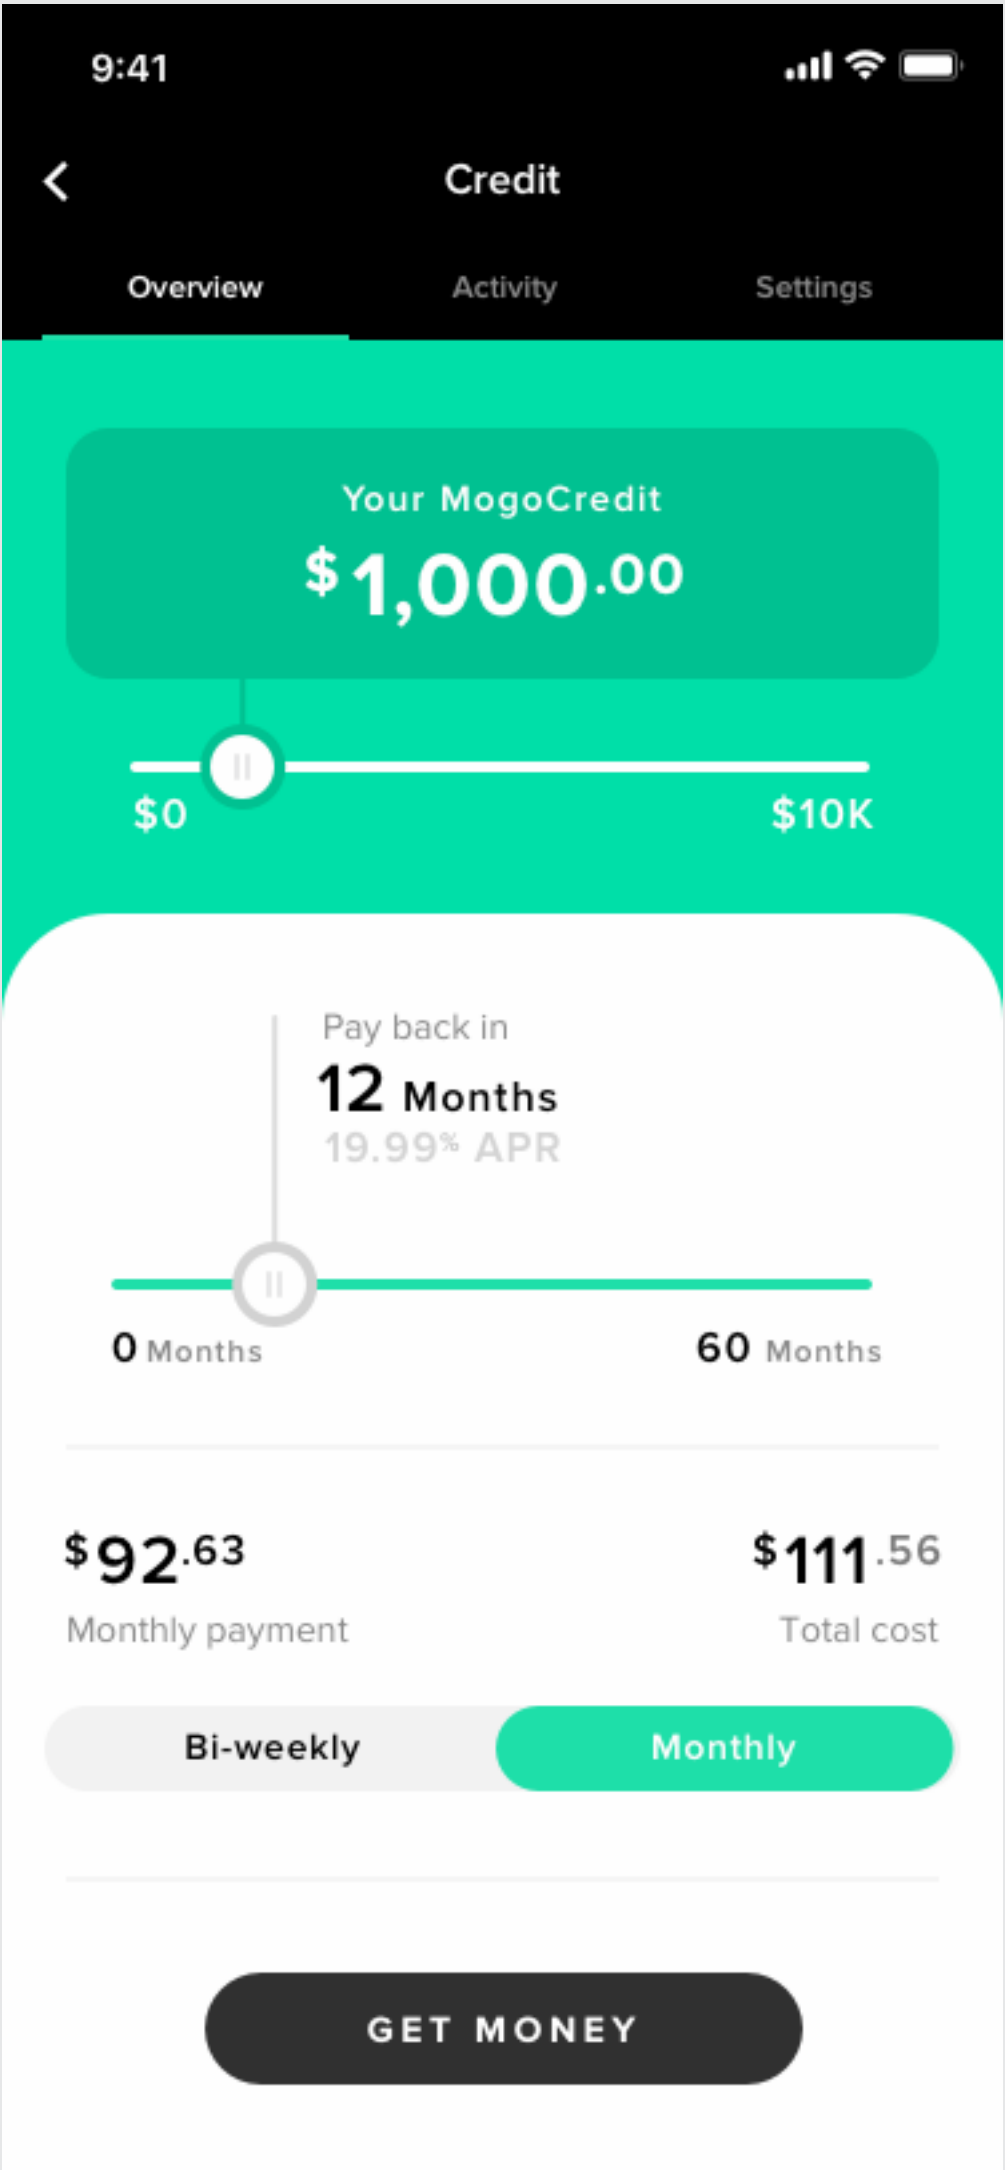 9:41
Credit
Overview Activity Settings
Your MogoCredit
$1,000.00
$0 $10K
Pay back in
12 Months
19.99% APR
0 Months 60 Months
$92.63 $111.56
Monthly payment Total cost
Bi-weekly Monthly
GET MONEY